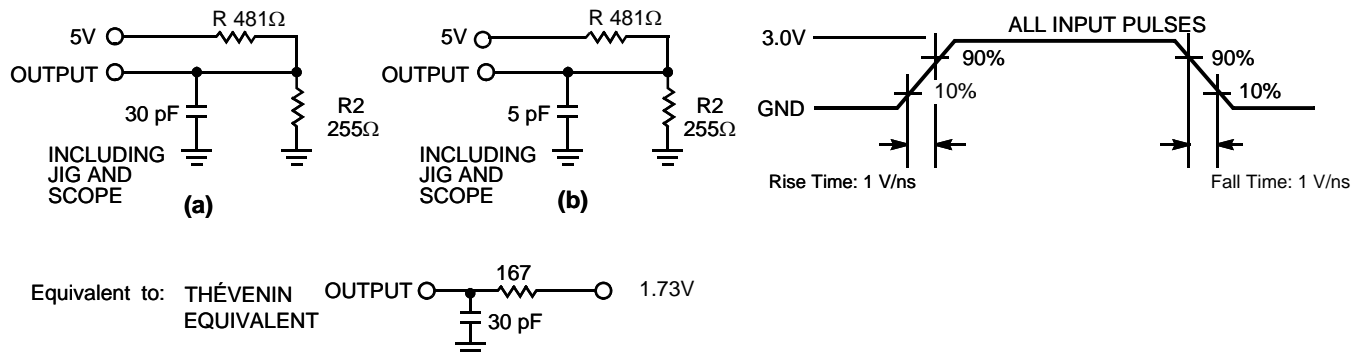 R 481Ω
5V
OUTPUT
30 pF
R2
255Ω
INCLUDING
JIG AND
SCOPE
(a)
R 481Ω
5V
OUTPUT
5 pF
R2
255Ω
INCLUDING
JIG AND
SCOPE
(b)
ALL INPUT PULSES
3.0V
90%
10%
GND
90%
10%
Rise Time: 1 V/ns
Fall Time: 1 V/ns
Equivalent to: THÉVENIN
EQUIVALENT
OUTPUT
167
1.73V
30 pF